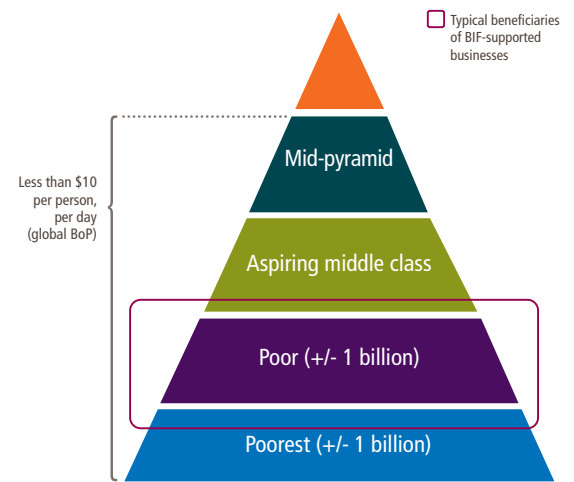 Typical beneficiaries
of BIF-supported
businesses
Mid-pyramid
Less than $10
per person,
per day
(global BoP)
Aspiring middle class
Poor (+/- 1 billion)
Poorest (+/- 1 billion)